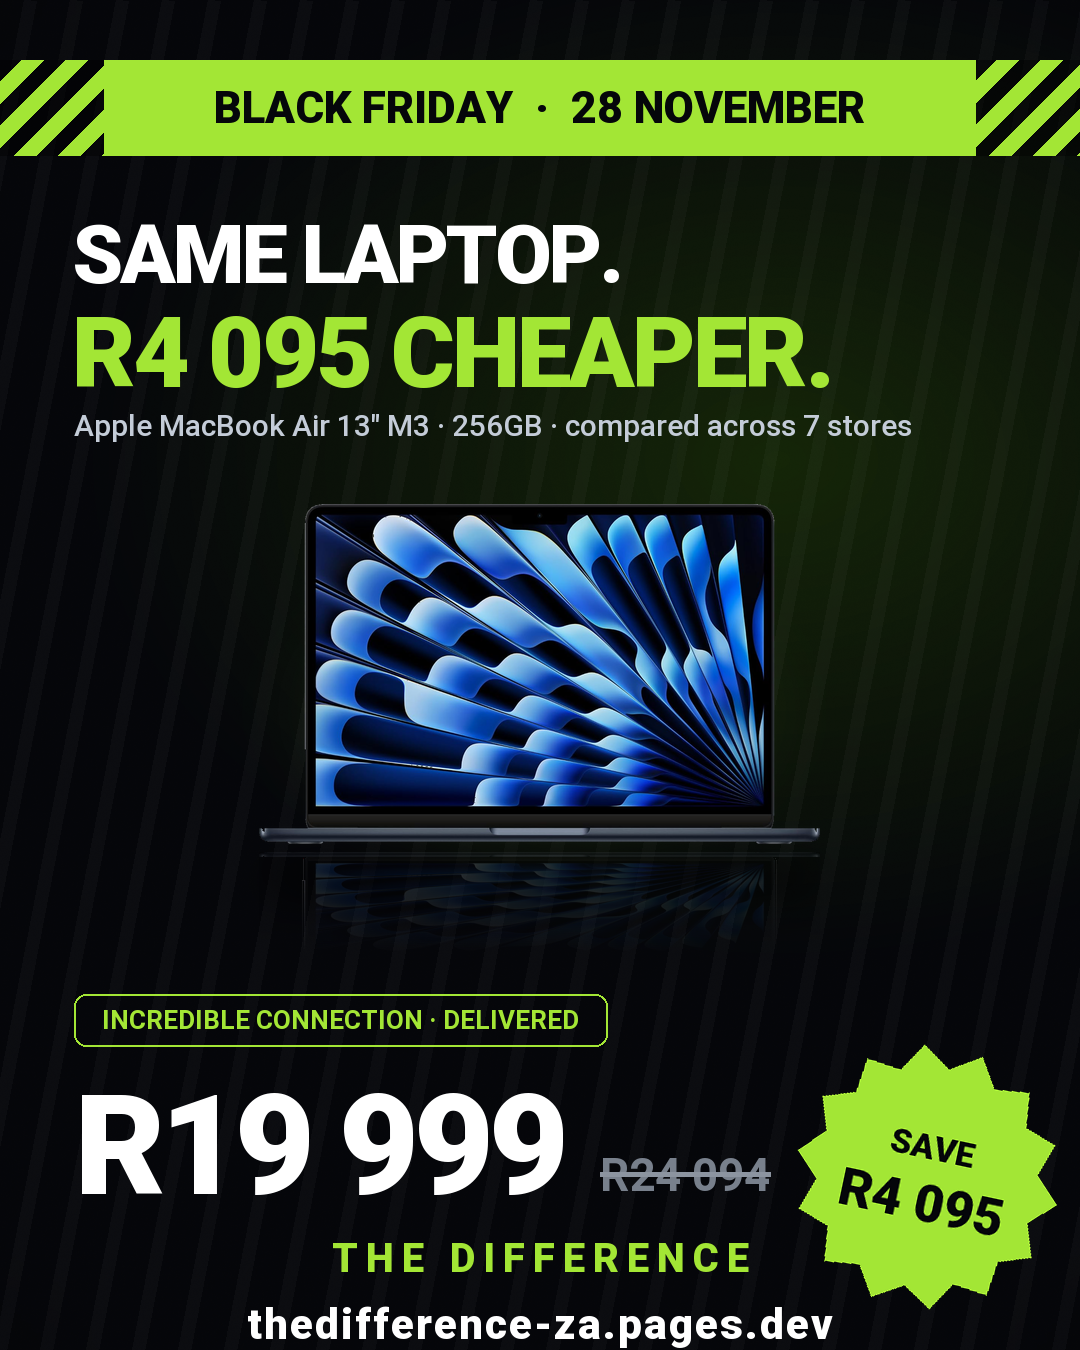 BLACK FRIDAY · 28 NOVEMBER
SAME LAPTOP.
R4 095 CHEAPER.
Apple MacBook Air 13" M3 · 256GB · compared across 7 stores
INCREDIBLE CONNECTION · DELIVERED
R19 999
R24 094
SAVE
R4 095
THE DIFFERENCE
thedifference-za.pages.dev